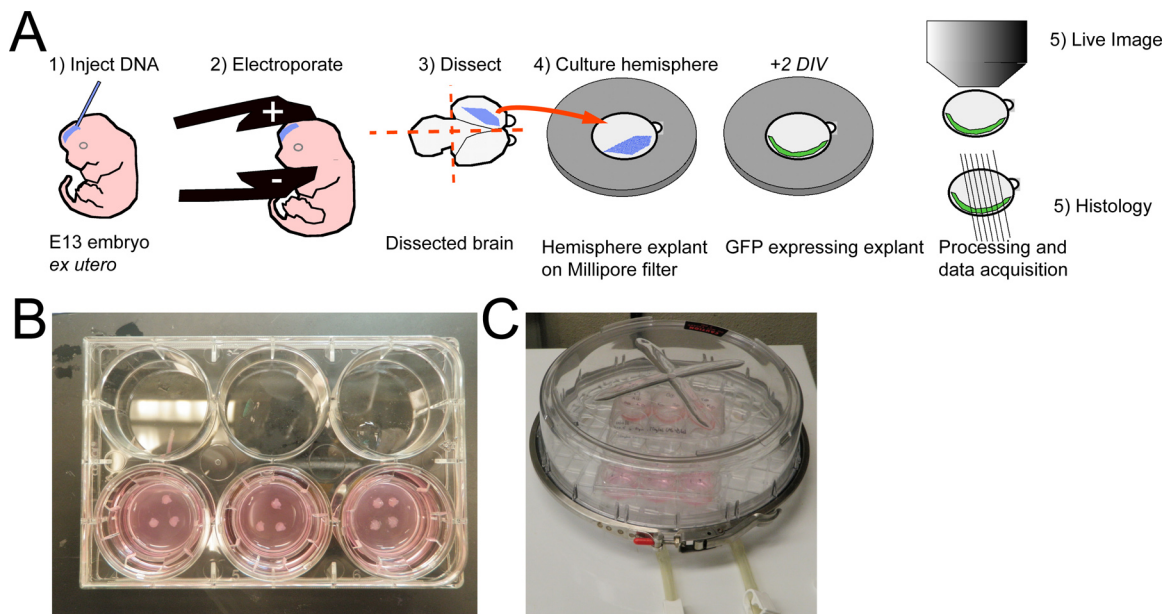 A
1) Inject DNA
2) Electroporate
3) Dissect
4) Culture hemisphere
+2 DIV
5) Live Image
+
-
5) Histology
E13 embryo
ex utero
Dissected brain
Hemisphere explant
on Millipore filter
GFP expressing explant
Processing and
data acquisition
B
C